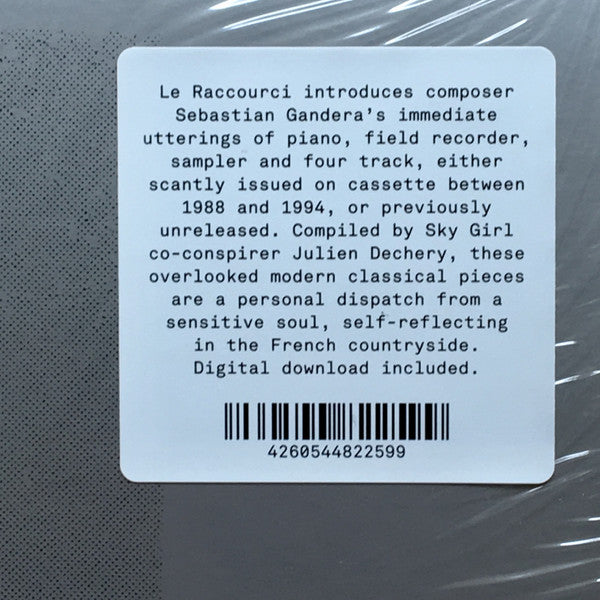 Le Raccourci introduces composer
Sebastian Gandera's immediate
utterings of piano, field recorder,
sampler and four track, either
scantly issued on cassette between
1988 and 1994, or previously
unreleased. Compiled by Sky Girl
co-conspirer Julien Dechery, these
overlooked modern classical pieces
are a personal dispatch from a
sensitive soul, self-reflecting
in the French countryside.
Digital download included.
4260544822599